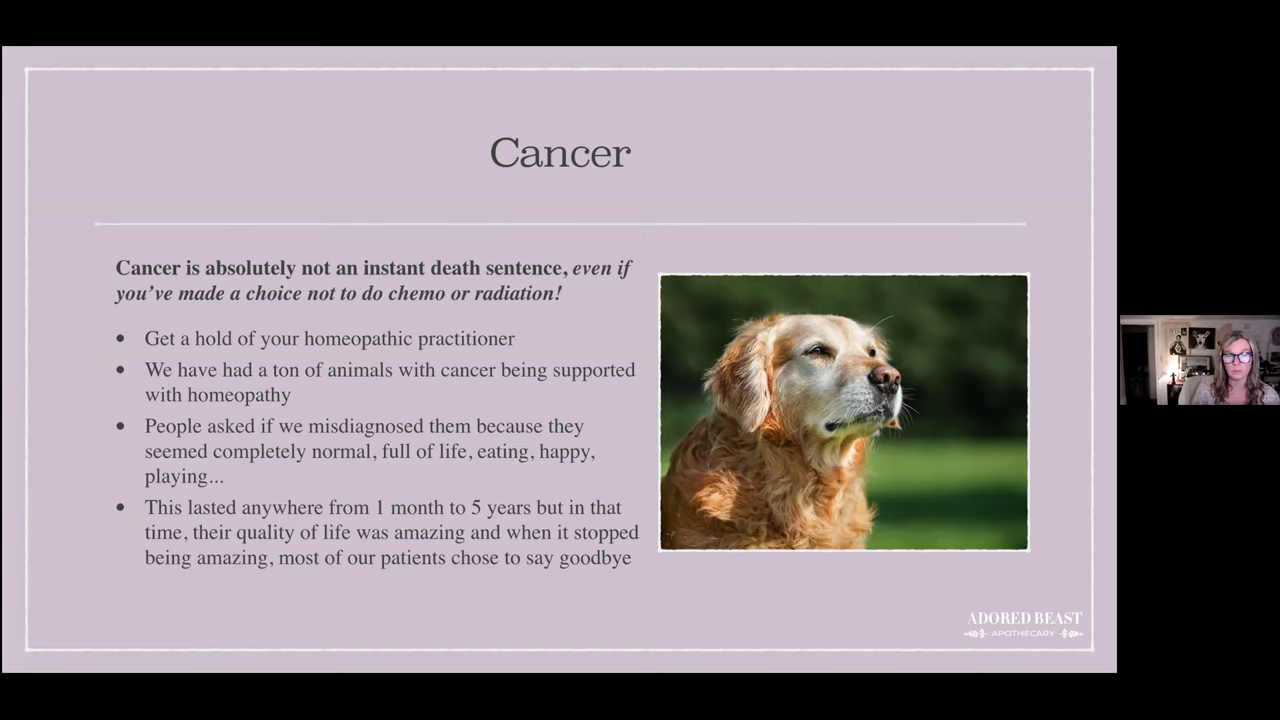 Cancer
Cancer is absolutely not an instant death sentence, even if
you’ve made a choice not to do chemo or radiation!
• Get a hold of your homeopathic practitioner
• We have had a ton of animals with cancer being supported
with homeopathy
• People asked if we misdiagnosed them because they
seemed completely normal, full of life, eating, happy,
playing...
• This lasted anywhere from 1 month to 5 years but in that
time, their quality of life was amazing and when it stopped
being amazing, most of our patients chose to say goodbye
ADORED BEAST
APOTHECARY